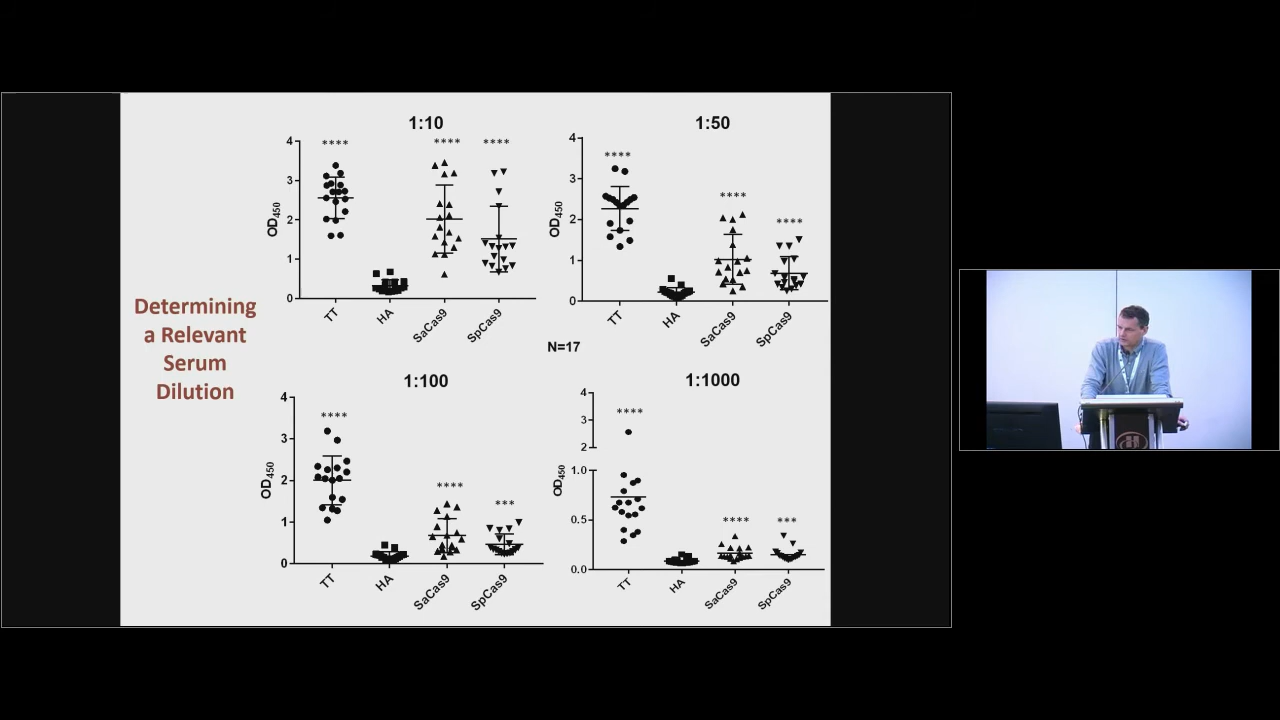 Determining
a Relevant
Serum
Dilution
1:10
****
****
****
4
3
2
1
0
OD450
TT
HA
SaCas9
SpCas9
1:50
****
****
****
4
3
2
1
0
OD450
TT
HA
SaCas9
SpCas9
N=17
1:100
****
****
***
4
3
2
1
0
OD450
TT
HA
SaCas9
SpCas9
1:1000
****
****
***
4
3
2
1.0
0.5
0.0
OD450
TT
HA
SaCas9
SpCas9
H